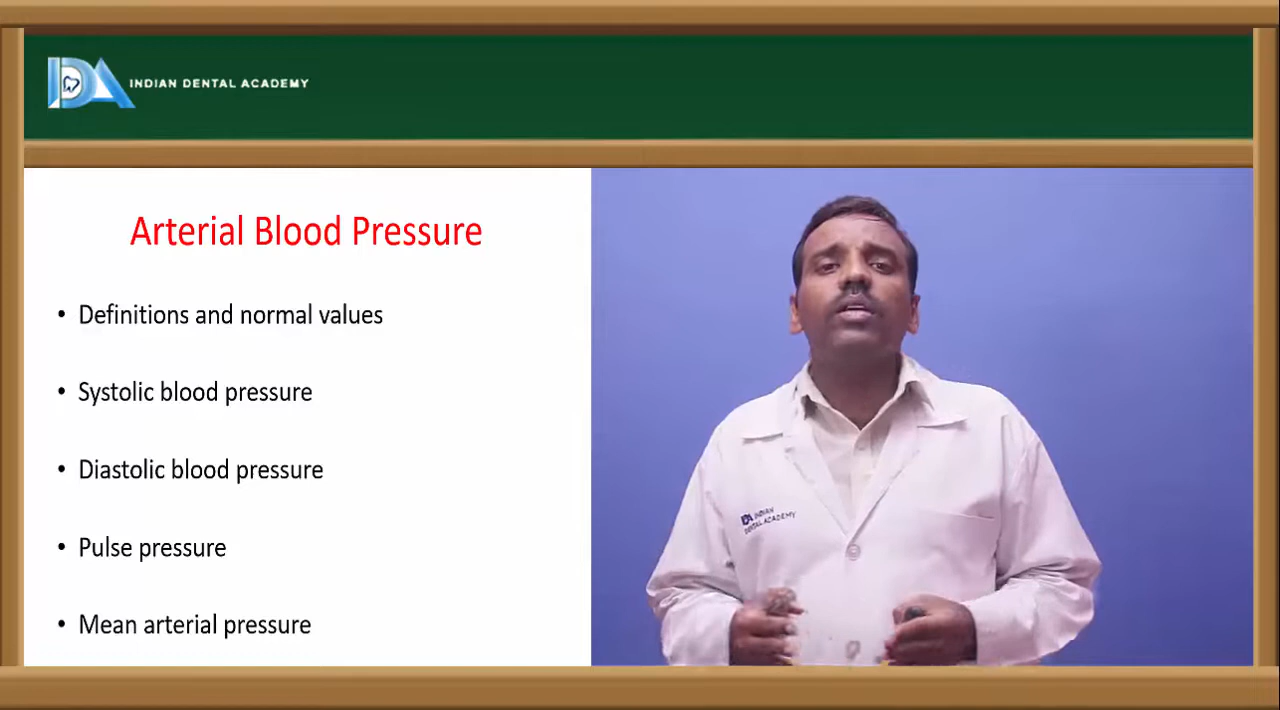 INDIAN DENTAL ACADEMY
Arterial Blood Pressure
• Definitions and normal values
• Systolic blood pressure
• Diastolic blood pressure
• Pulse pressure
• Mean arterial pressure
IDA INDIAN
DENTAL ACADEMY